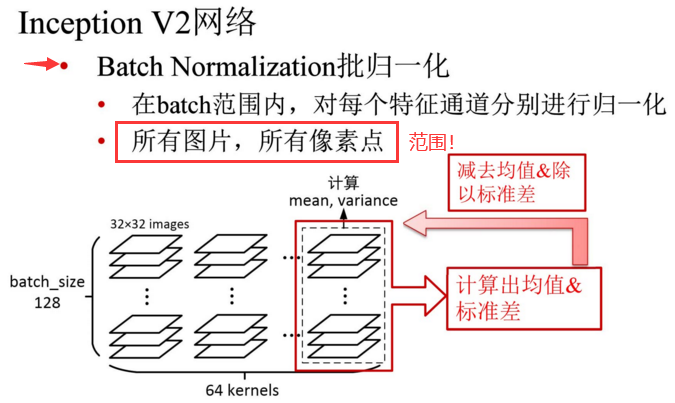 Inception V2网络
Batch Normalization批归一化
在batch范围内，对每个特征通道分别进行归一化
所有图片，所有像素点
范围!
减去均值&除
以标准差
计算
mean, variance
32×32 images
batch_size
128
计算出均值&
标准差
64 kernels